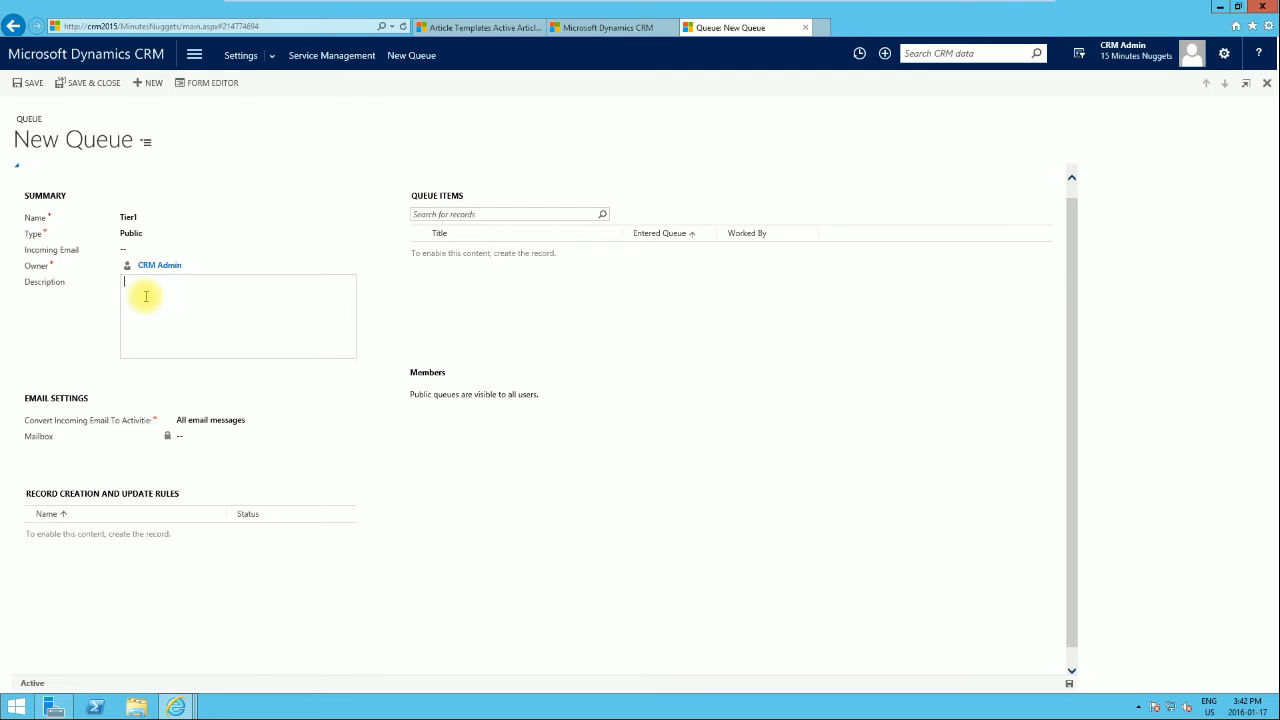 http://crm2015/MinutesNuggets/main.aspx#214774694
Article Templates Active Articl...
Microsoft Dynamics CRM
Queue: New Queue
Microsoft Dynamics CRM
Settings
Service Management
New Queue
Search CRM data
CRM Admin
15 Minutes Nuggets
?
SAVE
SAVE & CLOSE
NEW
FORM EDITOR
QUEUE
New Queue
SUMMARY
Name*
Tier1
Type*
Public
Incoming Email
--
Owner*
CRM Admin
Description
EMAIL SETTINGS
Convert Incoming Email To Activitie:*
All email messages
Mailbox
--
RECORD CREATION AND UPDATE RULES
Name
Status
To enable this content, create the record.
QUEUE ITEMS
Search for records
Title
Entered Queue
Worked By
To enable this content, create the record.
Members
Public queues are visible to all users.
Active
ENG
US
3:42 PM
2016-01-17